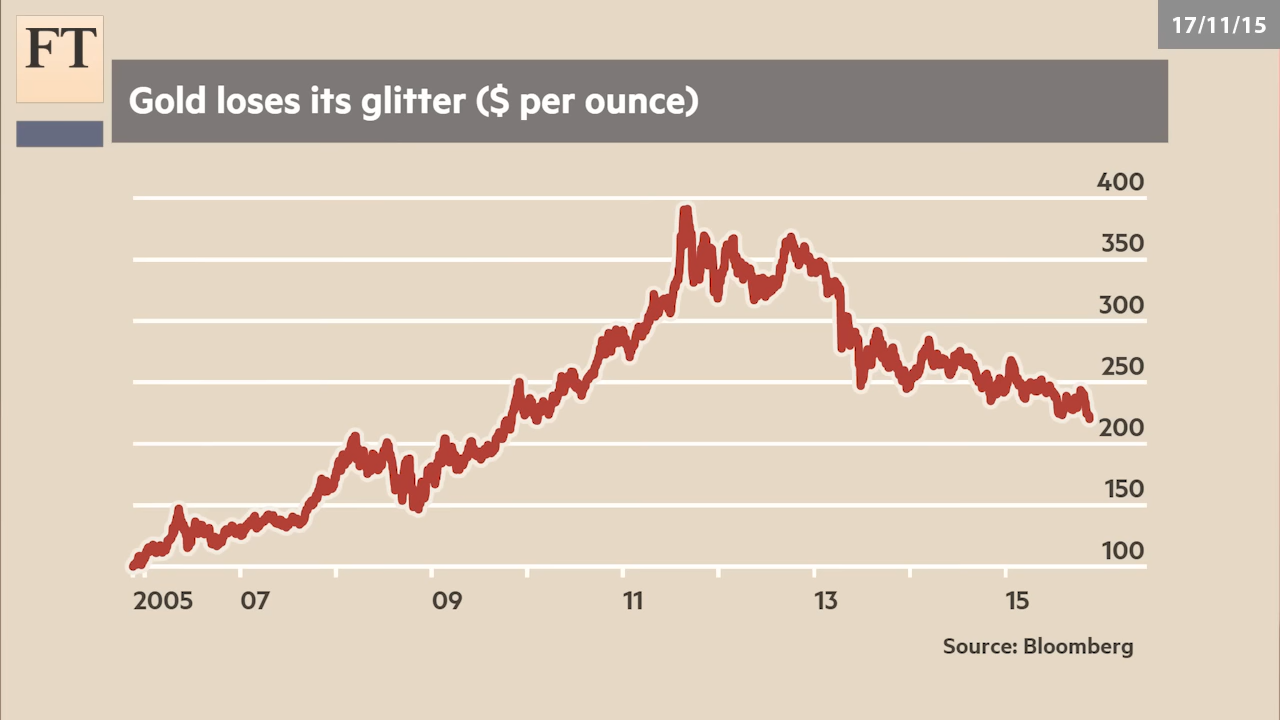 FT
17/11/15
Gold loses its glitter ($ per ounce)
400
350
300
250
200
150
100
2005 07 09 11 13 15
Source: Bloomberg